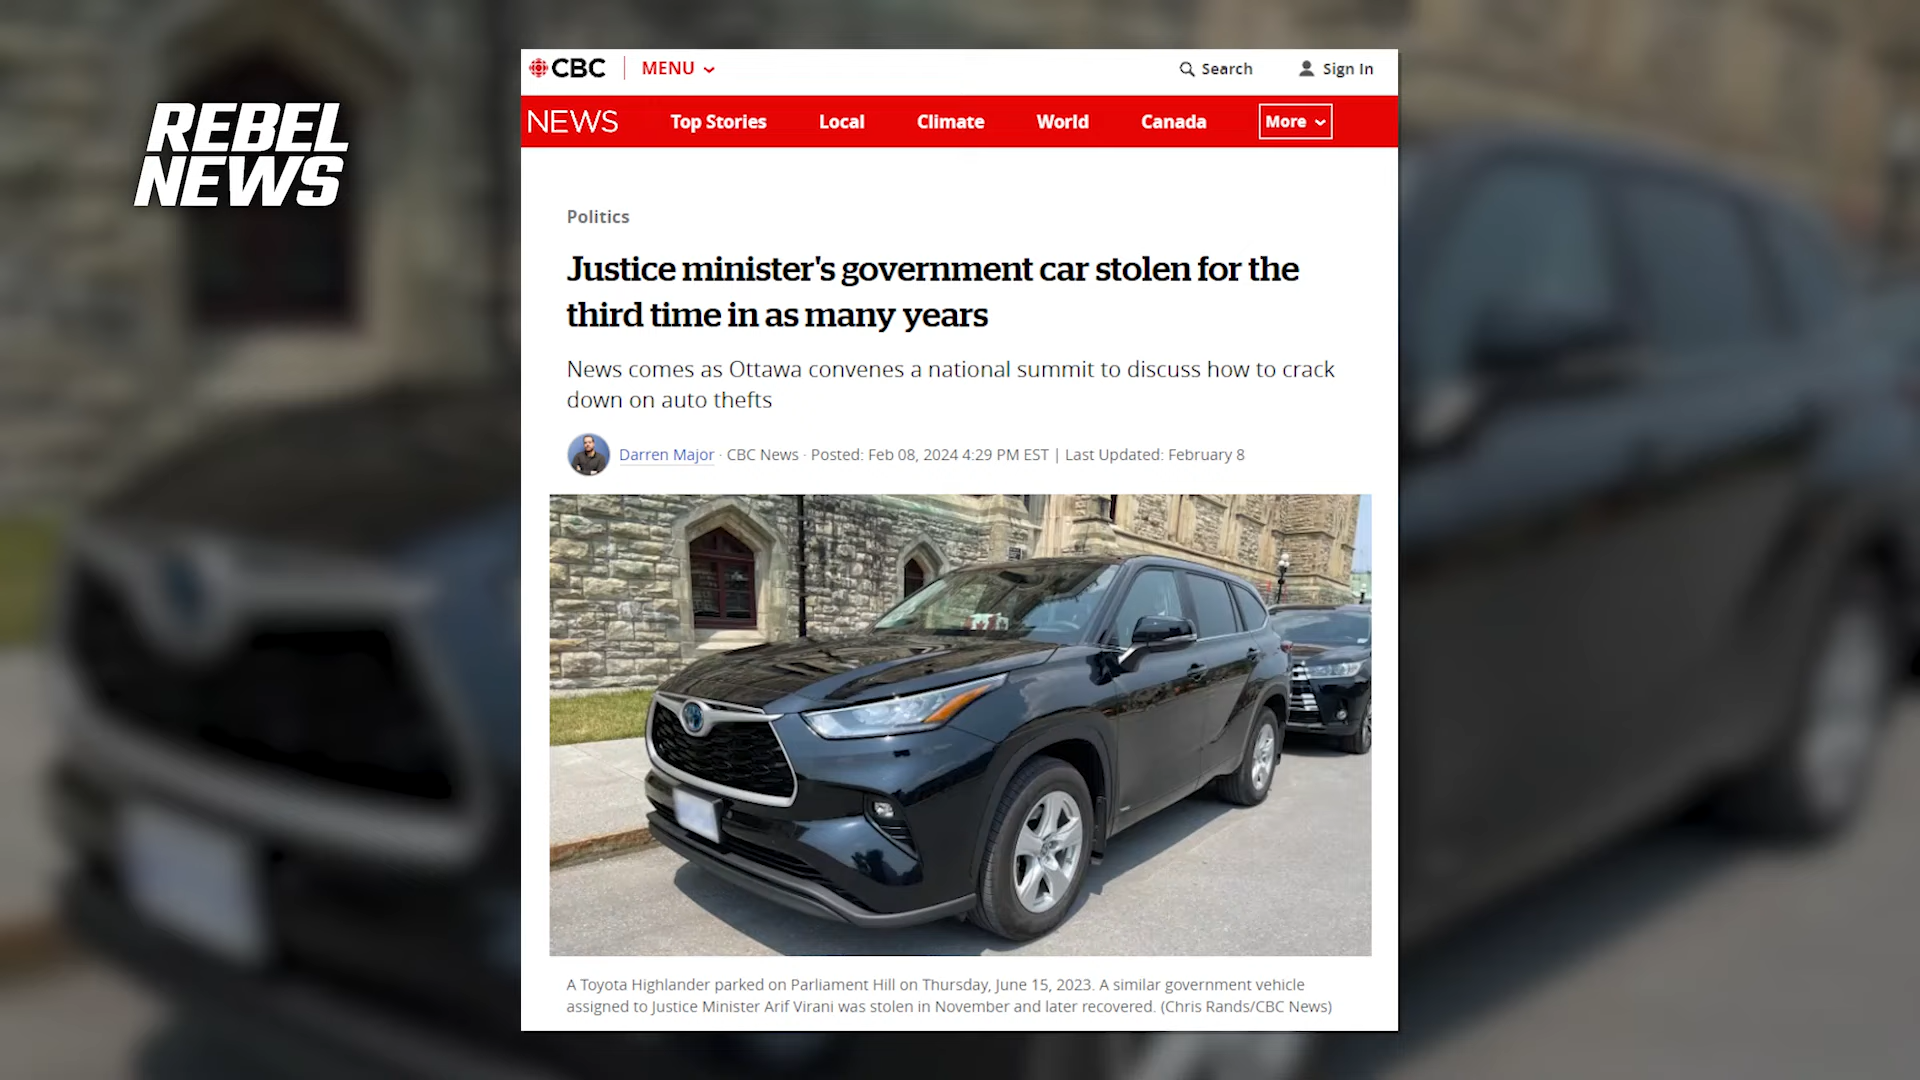 REBEL
NEWS
CBC MENU Search Sign In
NEWS Top Stories Local Climate World Canada More
Politics
Justice minister's government car stolen for the
third time in as many years
News comes as Ottawa convenes a national summit to discuss how to crack
down on auto thefts
Darren Major · CBC News · Posted: Feb 08, 2024 4:29 PM EST | Last Updated: February 8
A Toyota Highlander parked on Parliament Hill on Thursday, June 15, 2023. A similar government vehicle
assigned to Justice Minister Arif Virani was stolen in November and later recovered. (Chris Rands/CBC News)